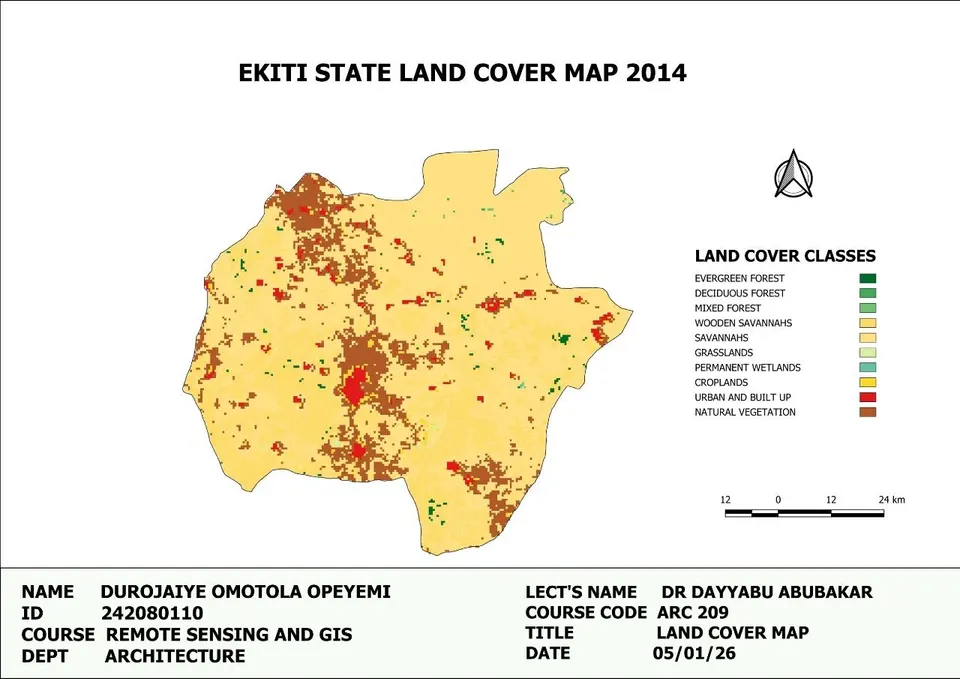 EKITI STATE LAND COVER MAP 2014
LAND COVER CLASSES
EVERGREEN FOREST
DECIDUOUS FOREST
MIXED FOREST
WOODEN SAVANNAHS
SAVANNAHS
GRASSLANDS
PERMANENT WETLANDS
CROPLANDS
URBAN AND BUILT UP
NATURAL VEGETATION
12 0 12 24 km
NAME DUROJAIYE OMOTOLA OPEYEMI
ID 242080110
COURSE REMOTE SENSING AND GIS
DEPT ARCHITECTURE
LECT'S NAME DR DAYYABU ABUBAKAR
COURSE CODE ARC 209
TITLE LAND COVER MAP
DATE 05/01/26